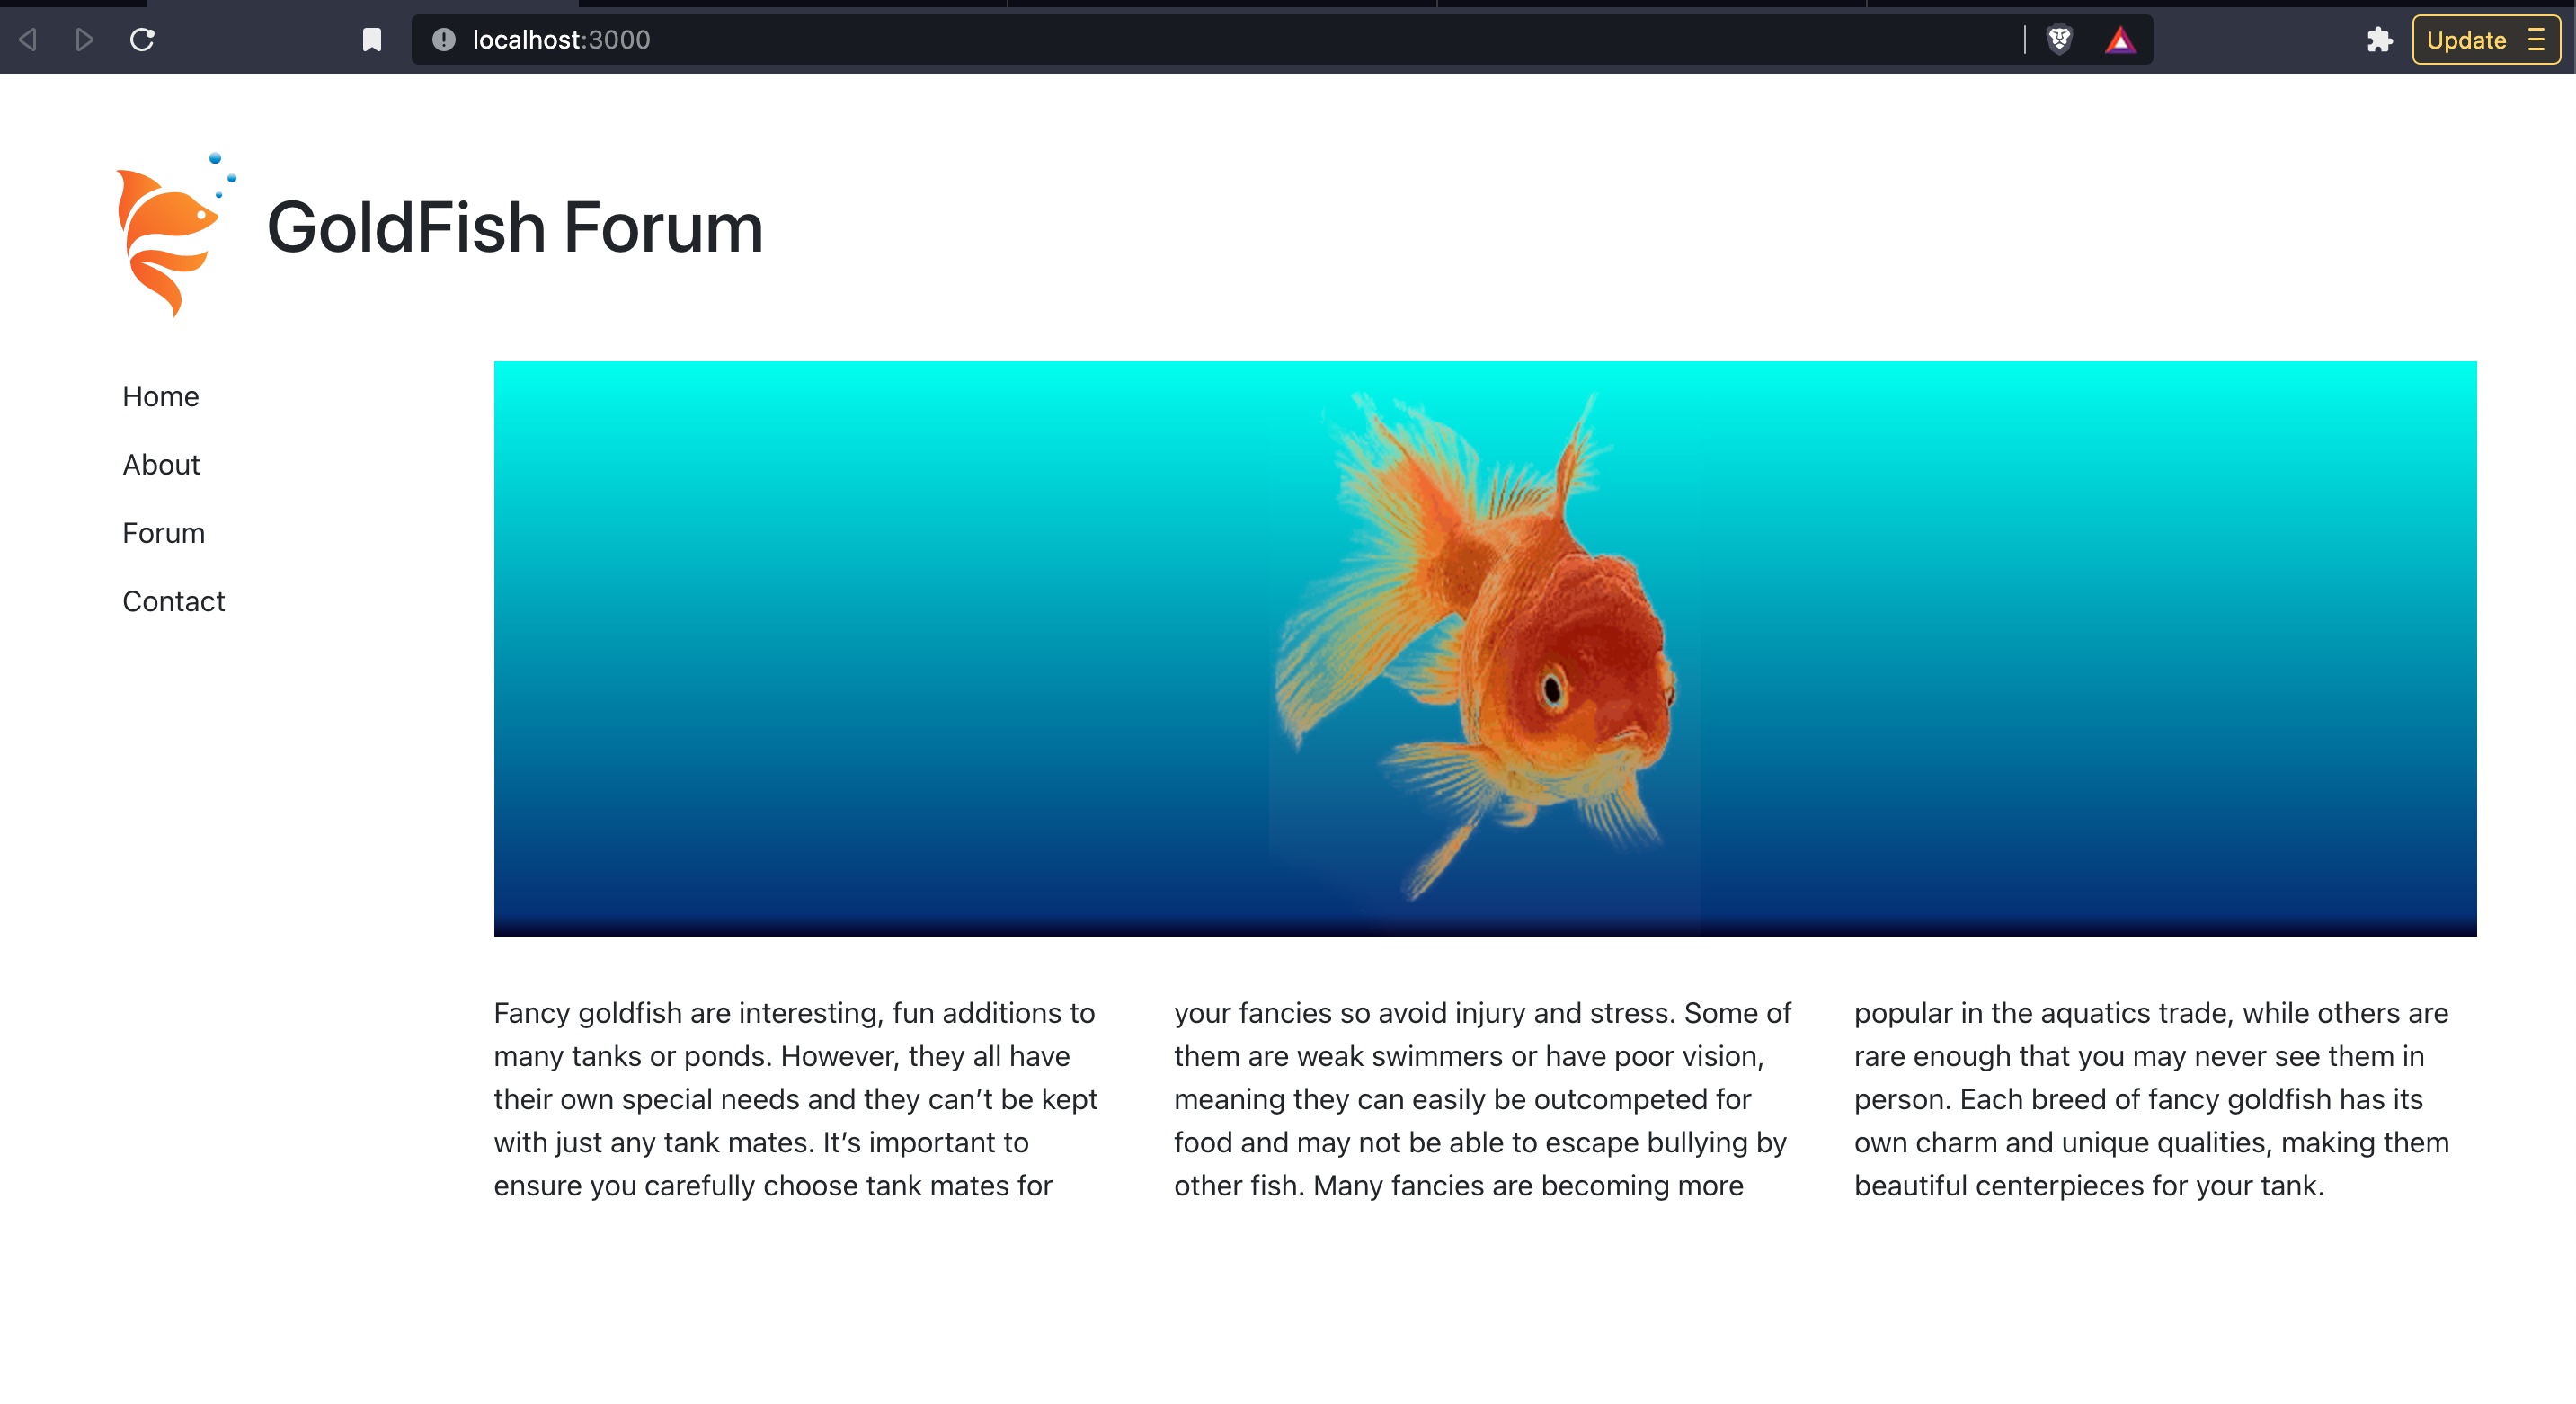 localhost:3000
Update
GoldFish Forum
Home
About
Forum
Contact
Fancy goldfish are interesting, fun additions to
many tanks or ponds. However, they all have
their own special needs and they can’t be kept
with just any tank mates. It’s important to
ensure you carefully choose tank mates for
your fancies so avoid injury and stress. Some of
them are weak swimmers or have poor vision,
meaning they can easily be outcompeted for
food and may not be able to escape bullying by
other fish. Many fancies are becoming more
popular in the aquatics trade, while others are
rare enough that you may never see them in
person. Each breed of fancy goldfish has its
own charm and unique qualities, making them
beautiful centerpieces for your tank.